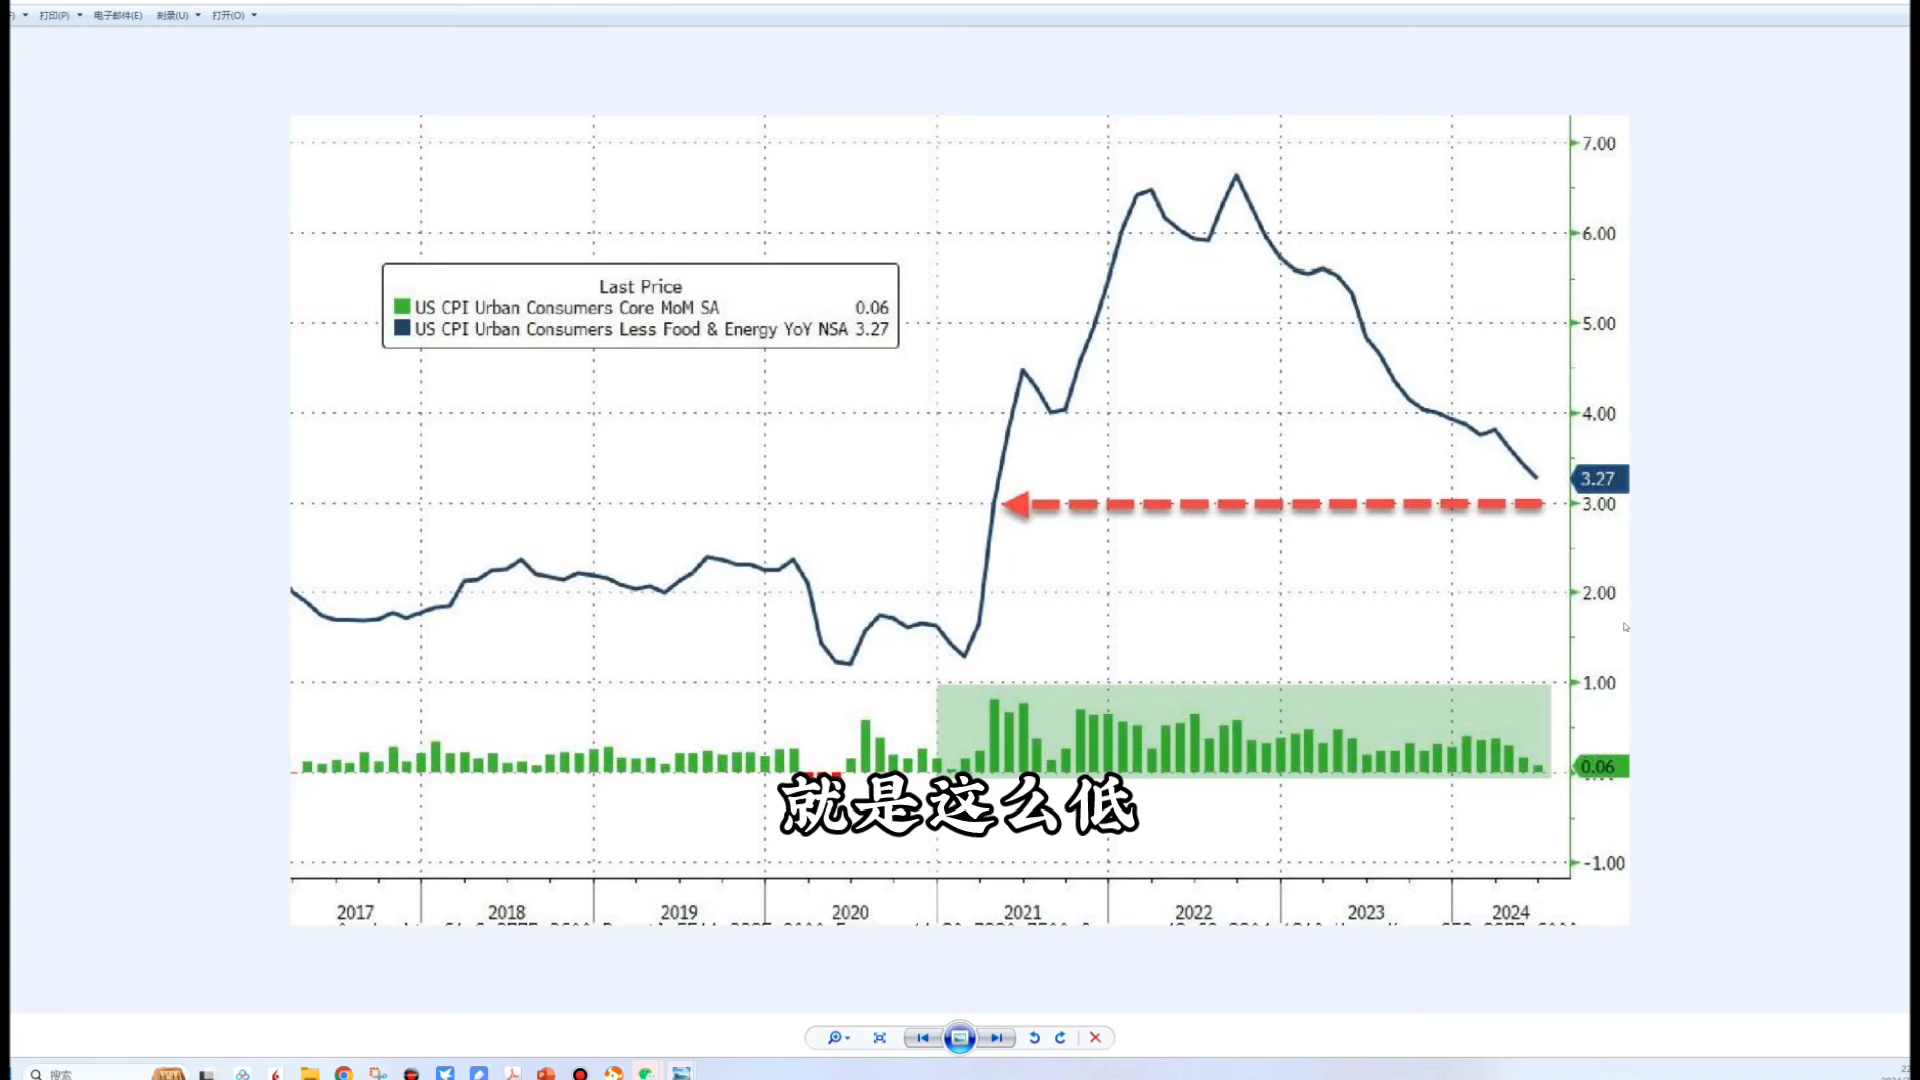 打印(P)
电子邮件(E)
刻录(U)
打开(O)
7.00
6.00
5.00
4.00
3.27
3.00
2.00
1.00
0.06
-1.00
Last Price
US CPI Urban Consumers Core MoM SA 0.06
US CPI Urban Consumers Less Food & Energy YoY NSA 3.27
就是这么低
2017 2018 2019 2020 2021 2022 2023 2024
搜索